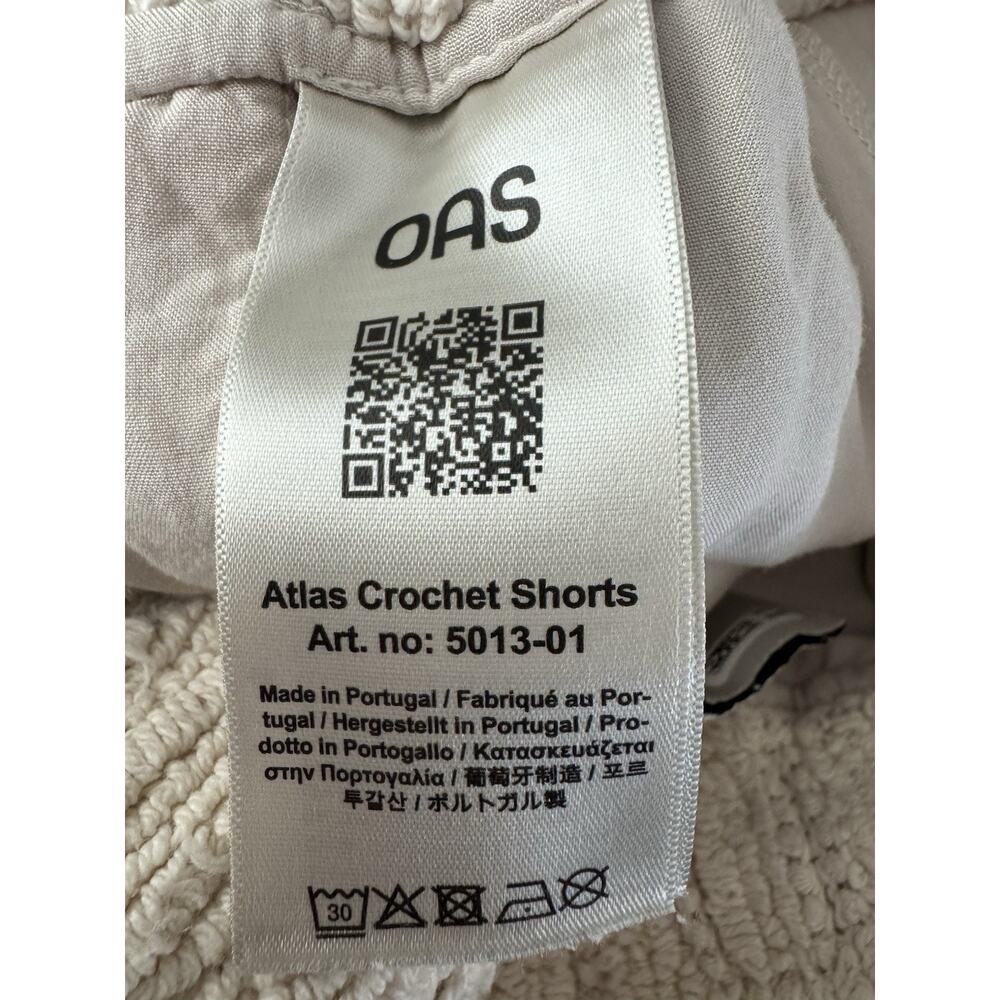 OAS
Atlas Crochet Shorts
Art. no: 5013-01
Made in Portugal / Fabriqué au Por-
tugal / Hergestellt in Portugal / Pro-
dotto in Portogallo / Κατασκευάζεται
στην Πορτογαλία / 葡萄牙制造 / 포르
투갈산 / ポルトガル製
30